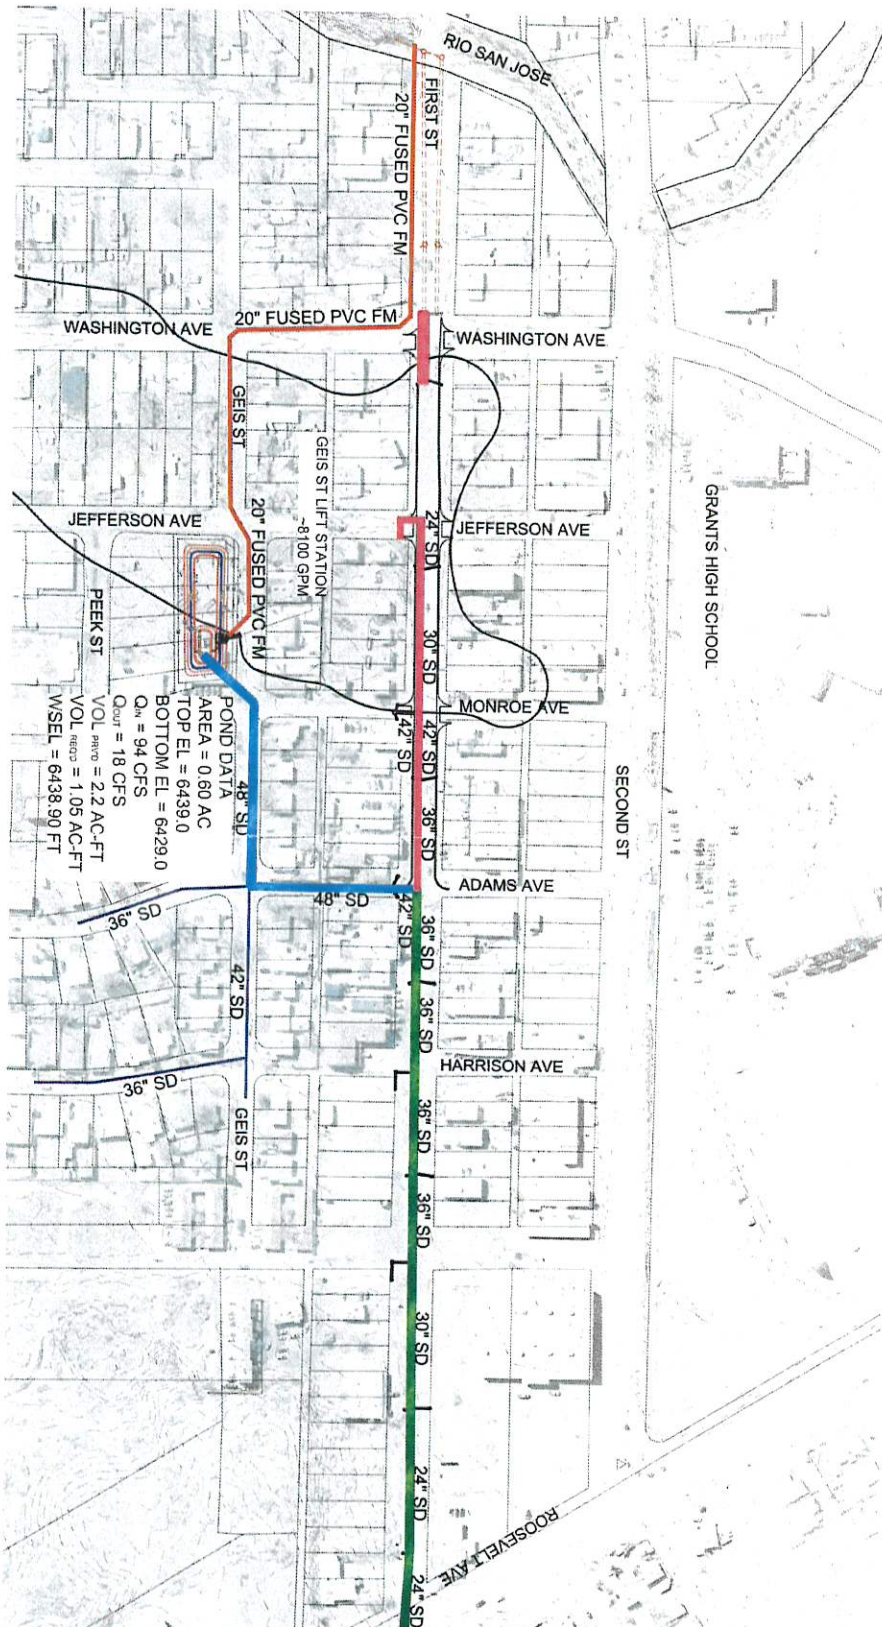 RIO SAN JOSE
FIRST ST
20" FUSED PVC FM
20" FUSED PVC FM
WASHINGTON AVE
WASHINGTON AVE
GEIS ST
GEIS ST LIFT STATION
~8100 GPM
GRANTS HIGH SCHOOL
JEFFERSON AVE
24" SD
JEFFERSON AVE
20" FUSED PVC FM
PEEK ST
30" SD
MONROE AVE
42" SD
42" SD
SECOND ST
POND DATA
AREA = 0.60 AC
TOP EL = 6439.0
BOTTOM EL = 6429.0
QIN = 94 CFS
QOUT = 18 CFS
VOL PRVD = 2.2 AC-FT
VOL REQ'D = 1.05 AC-FT
WSEL = 6438.90 FT
48" SD
36" SD
ADAMS AVE
48" SD
42" SD
36" SD
36" SD
42" SD
36" SD
HARRISON AVE
36" SD
GEIS ST
36" SD
36" SD
30" SD
24" SD
ROOSEVELT AVE
24" SD